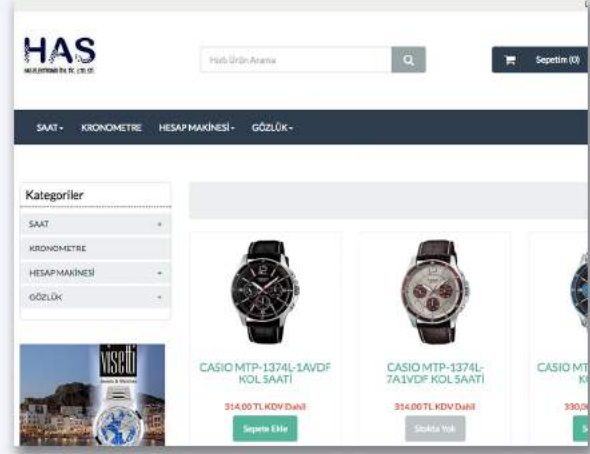 HAS
Hızlı Ürün Arama
Sepetim (0)
SAAT KRONOMETRE HESAP MAKİNESİ GÖZLÜK
Kategoriler
SAAT +
KRONOMETRE
HESAP MAKİNESİ +
GÖZLÜK +
visetti
CASIO MTP-1374L-1AVDF
KOL SAATİ
314,00 TL KDV Dahil
Sepete Ekle
CASIO MTP-1374L-
7A1VDF KOL SAATİ
314,00 TL KDV Dahil
Stokta Yok
CASIO MT